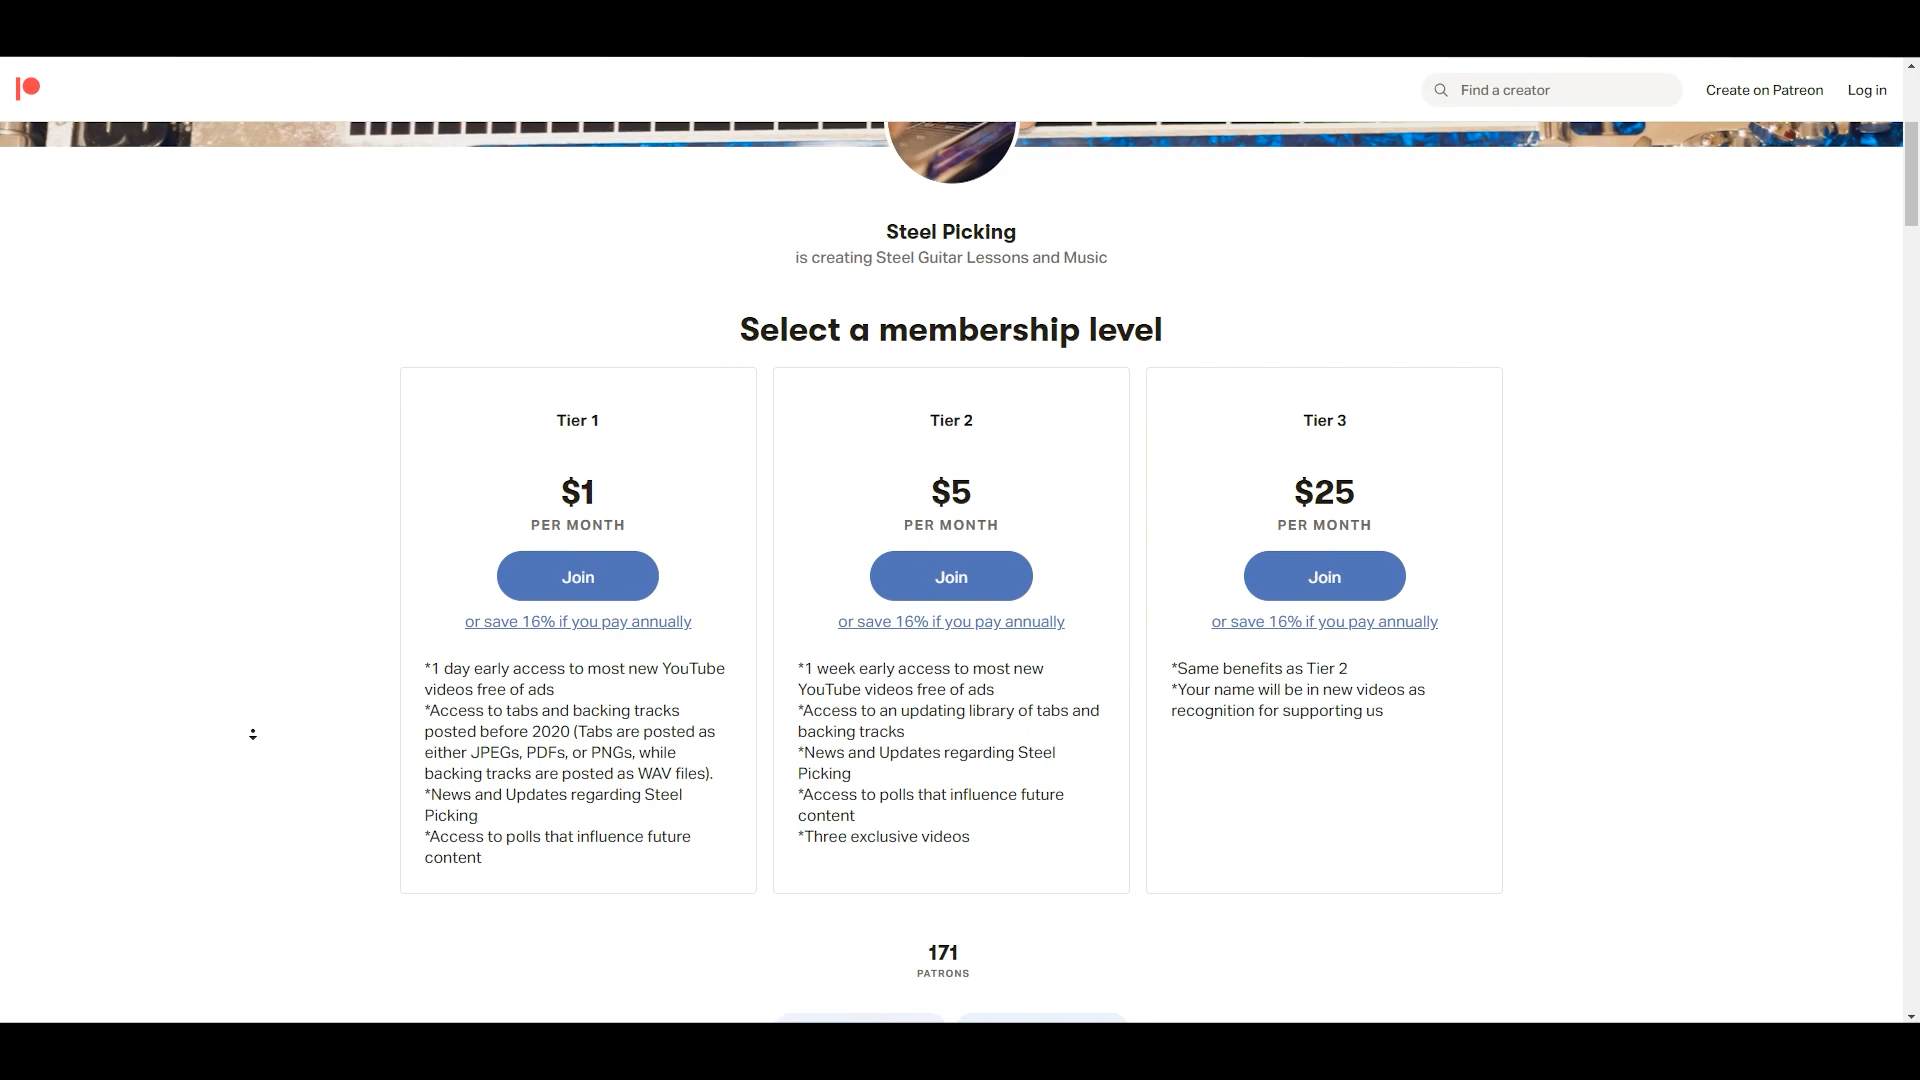 Find a creator
Create on Patreon
Log in
Steel Picking
is creating Steel Guitar Lessons and Music
Select a membership level
Tier 1
$1
PER MONTH
Join
or save 16% if you pay annually
*1 day early access to most new YouTube
videos free of ads
*Access to tabs and backing tracks
posted before 2020 (Tabs are posted as
either JPEGs, PDFs, or PNGs, while
backing tracks are posted as WAV files).
*News and Updates regarding Steel
Picking
*Access to polls that influence future
content
Tier 2
$5
PER MONTH
Join
or save 16% if you pay annually
*1 week early access to most new
YouTube videos free of ads
*Access to an updating library of tabs and
backing tracks
*News and Updates regarding Steel
Picking
*Access to polls that influence future
content
*Three exclusive videos
Tier 3
$25
PER MONTH
Join
or save 16% if you pay annually
*Same benefits as Tier 2
*Your name will be in new videos as
recognition for supporting us
171
PATRONS